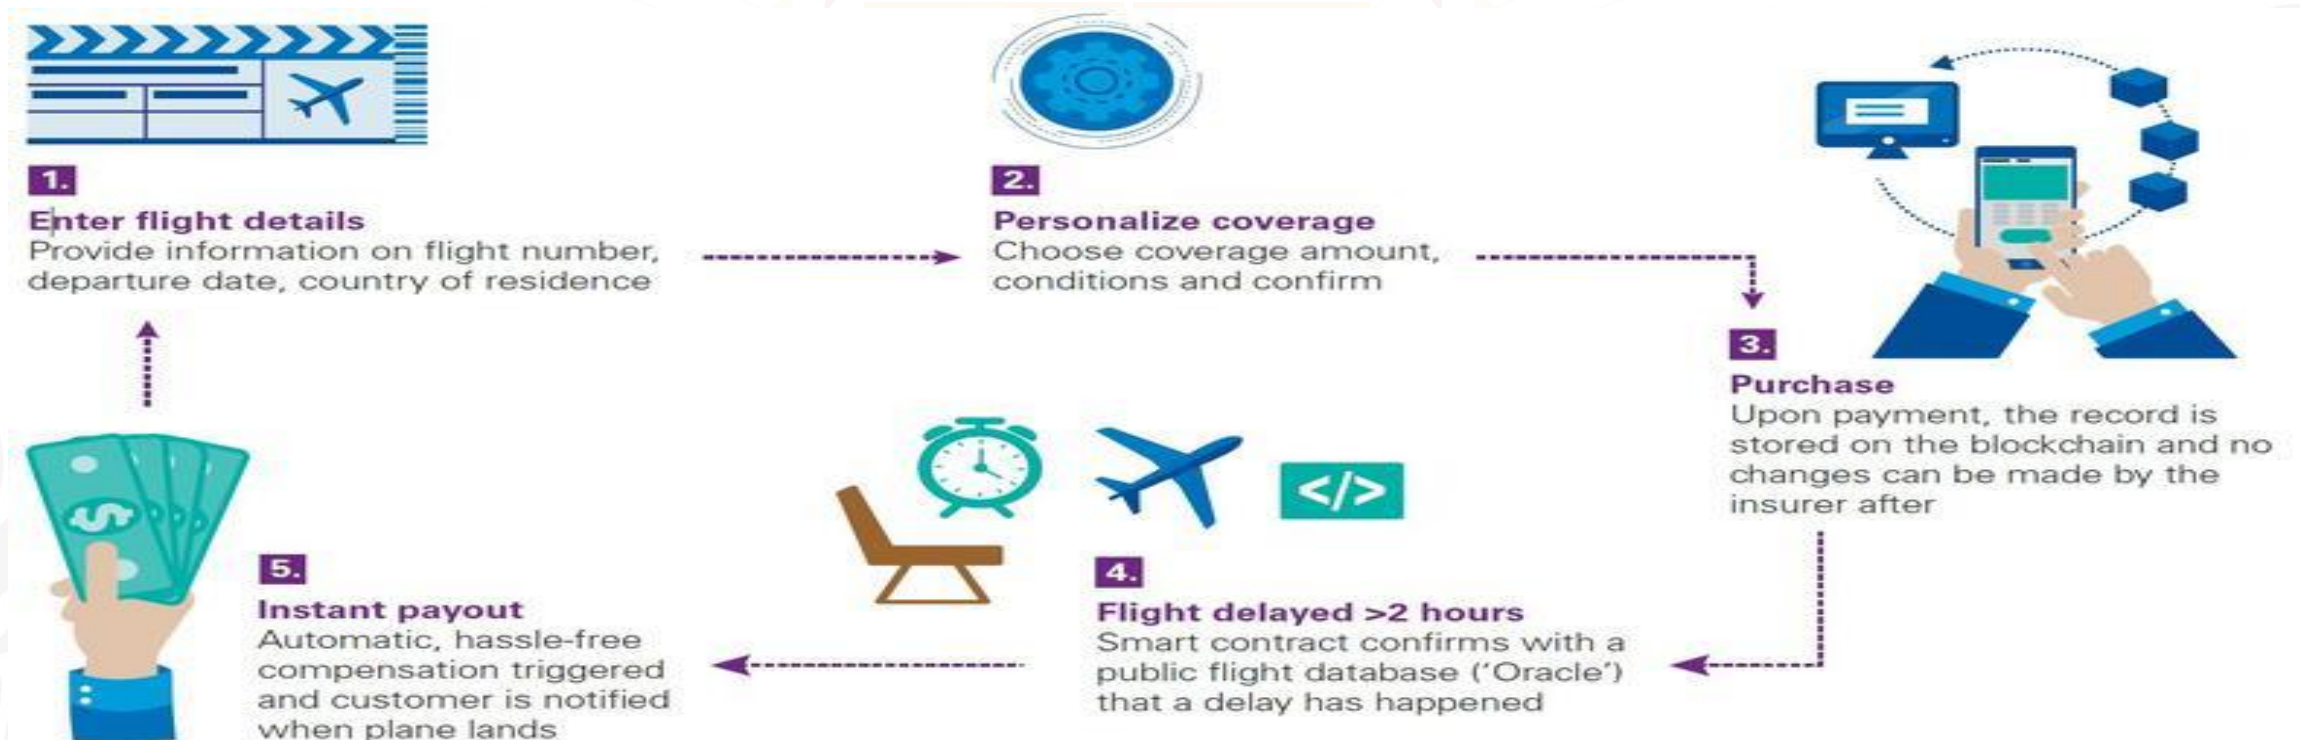 1.
Enter flight details
Provide information on flight number,
departure date, country of residence
2.
Personalize coverage
Choose coverage amount,
conditions and confirm
3.
Purchase
Upon payment, the record is
stored on the blockchain and no
changes can be made by the
insurer after
</>
4.
Flight delayed >2 hours
Smart contract confirms with a
public flight database (‘Oracle’)
that a delay has happened
5.
Instant payout
Automatic, hassle-free
compensation triggered
and customer is notified
when plane lands